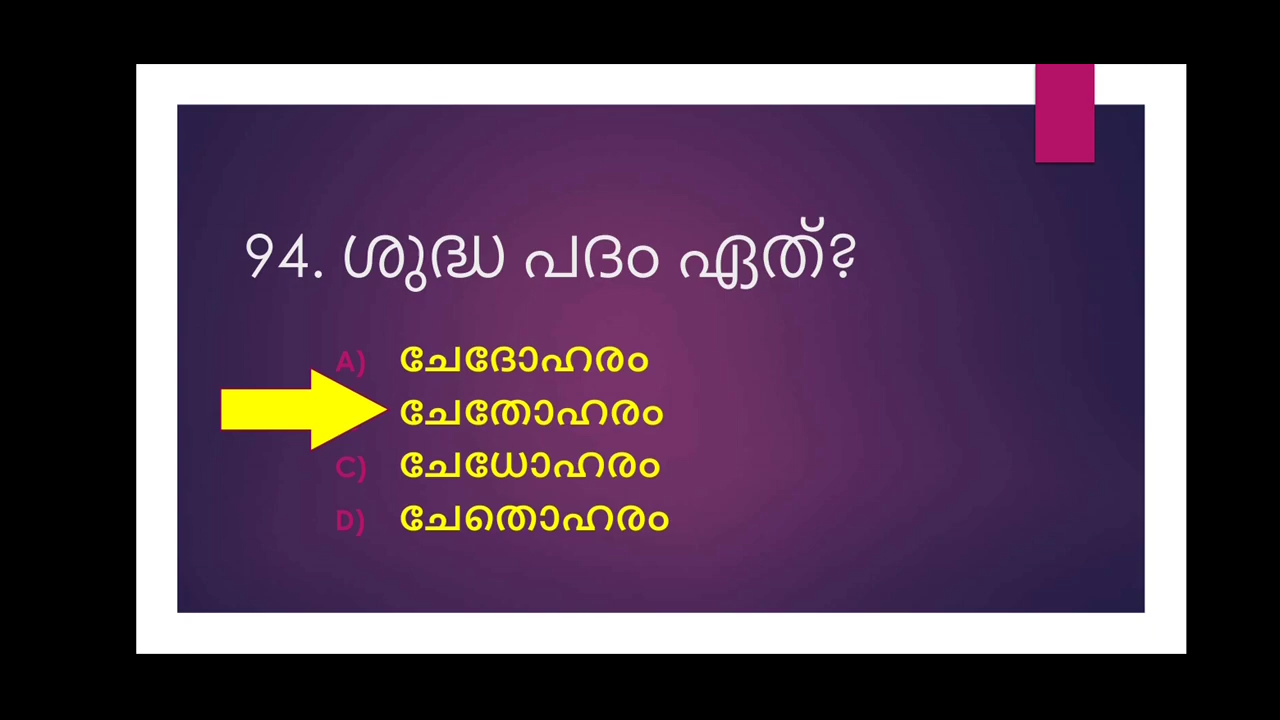 94. ശുദ്ധ പദം ഏത്?
A) ചേദോഹരം
ചേതോഹരം
C) ചേധോഹരം
D) ചേതൊഹരം